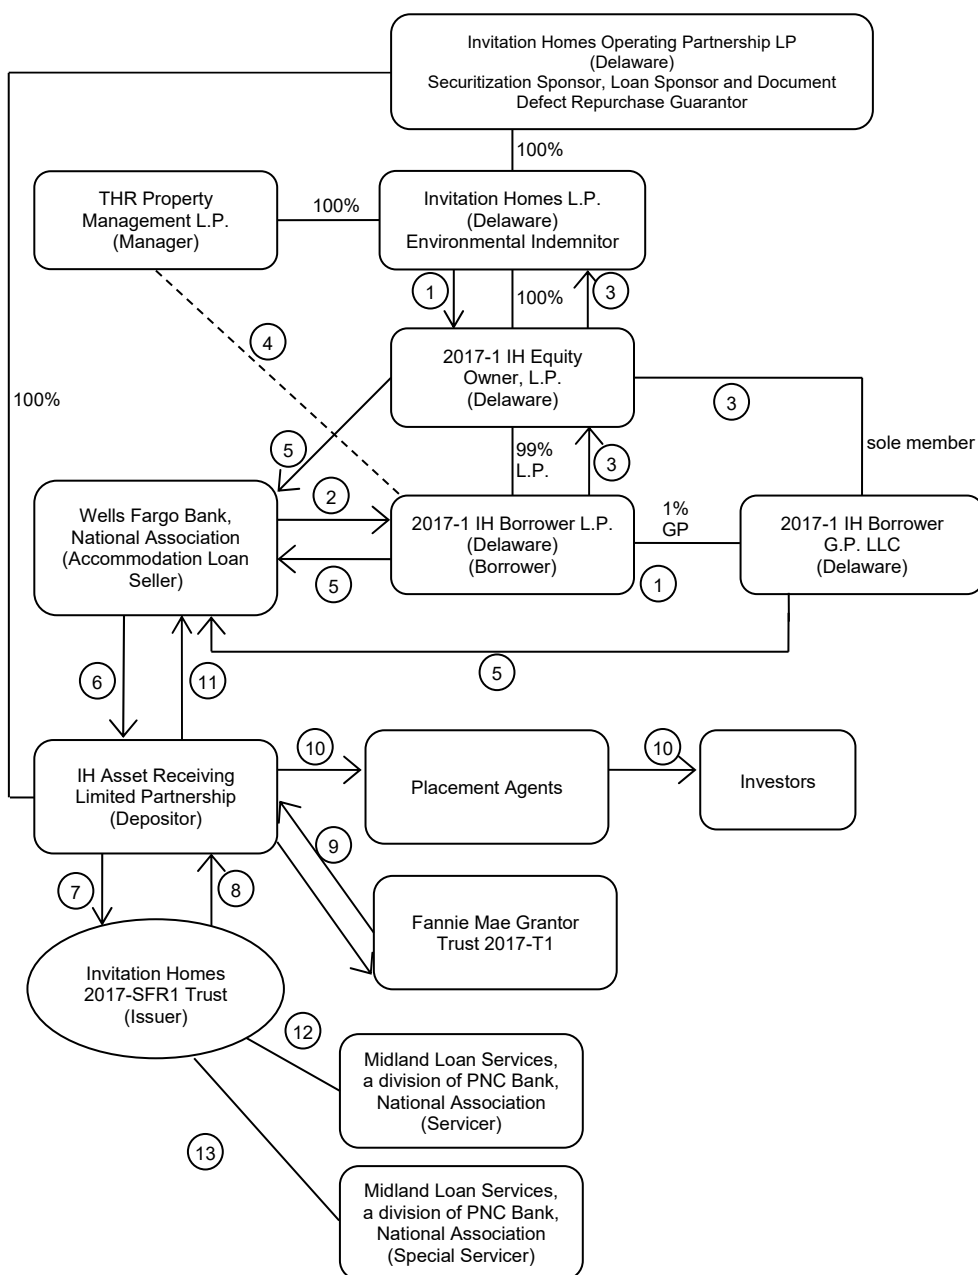 Invitation Homes Operating Partnership LP
(Delaware)
Securitization Sponsor, Loan Sponsor and Document
Defect Repurchase Guarantor
100%
THR Property
Management L.P.
(Manager)
100%
Invitation Homes L.P.
(Delaware)
Environmental Indemnitor
1
100%
3
4
2017-1 IH Equity
Owner, L.P.
(Delaware)
3
100%
sole member
5
99%
L.P.
3
2
Wells Fargo Bank,
National Association
(Accommodation Loan
Seller)
2017-1 IH Borrower L.P.
(Delaware)
(Borrower)
1%
GP
2017-1 IH Borrower
G.P. LLC
(Delaware)
5
1
5
6
11
IH Asset Receiving
Limited Partnership
(Depositor)
10
Placement Agents
10
Investors
9
7
8
Fannie Mae Grantor
Trust 2017-T1
Invitation Homes
2017-SFR1 Trust
(Issuer)
12
Midland Loan Services,
a division of PNC Bank,
National Association
(Servicer)
13
Midland Loan Services,
a division of PNC Bank,
National Association
(Special Servicer)